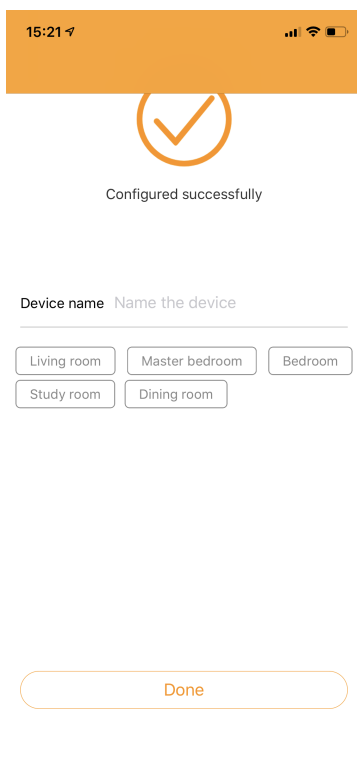 15:21
Configured successfully
Device name Name the device
Living room Master bedroom Bedroom
Study room Dining room
Done